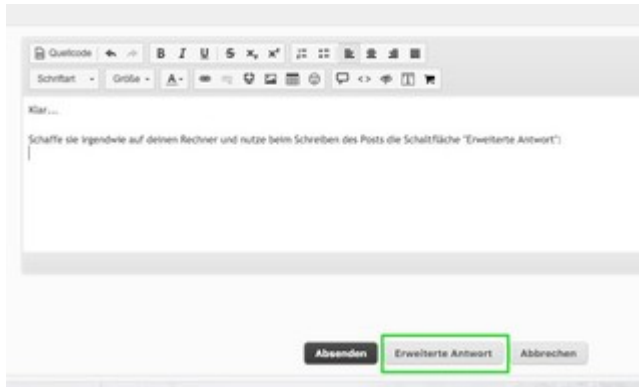 Quellcode B I U S x, x²
Schriftart Größe A
Klar...
Schaffe sie irgendwie auf deinen Rechner und nutze beim Schreiben des Posts die Schaltfläche "Erweiterte Antwort":
Absenden Erweiterte Antwort Abbrechen